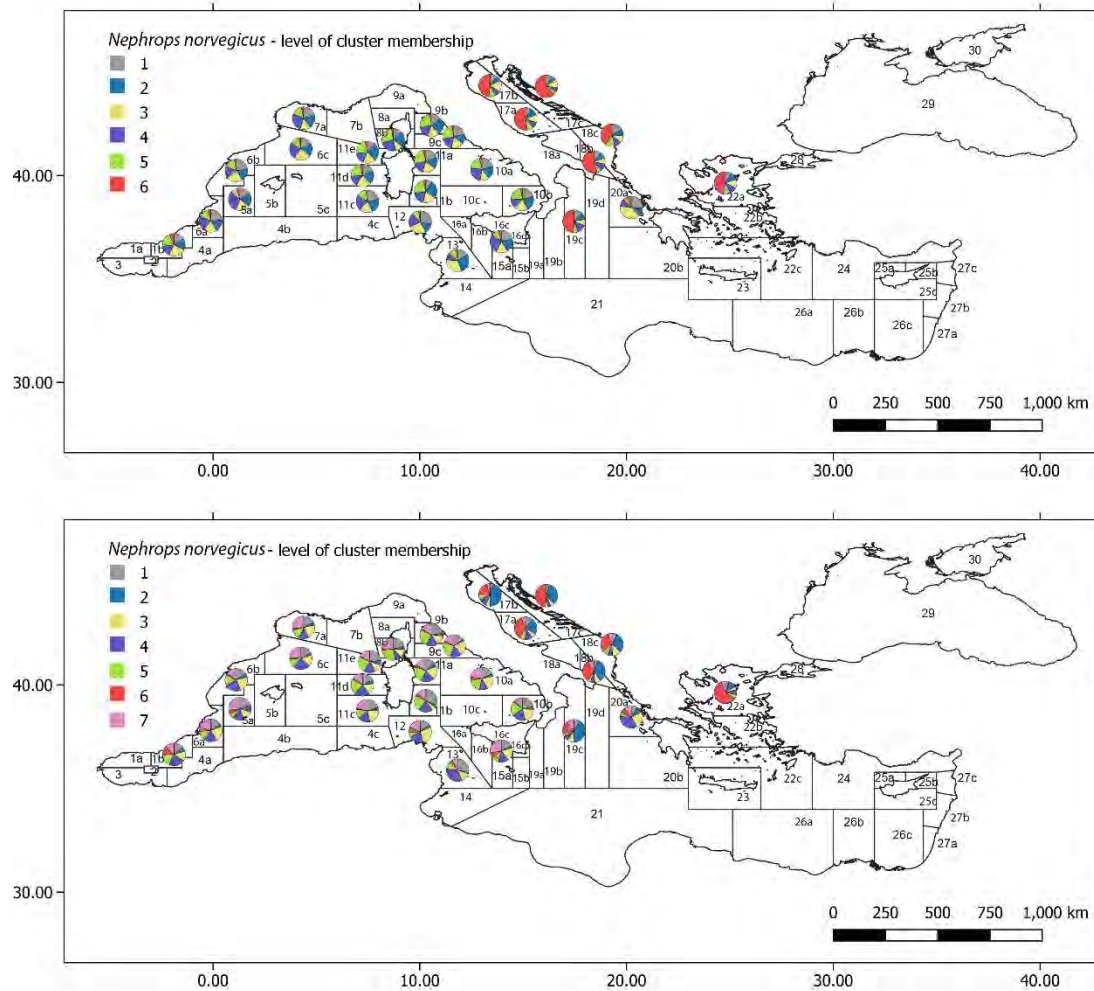 Nephrops norvegicus - level of cluster membership
1
2
3
4
5
6
30
29
28
9a
9b
8a
8b
7a
7b
9c
17b
17a
17c
18c
18b
18a
6b
6c
11e
11a
10a
11d
5a
5b
5c
11c
11b
10c
10b
19d
20a
22a
22b
1a
1b
2
3
6a
4a
4b
4c
12
13
16a
16b
16c
15a
15b
19a
19b
19c
14
21
20b
23
22c
24
25a
25b
25c
27c
27b
27a
26a
26b
26c
40.00
30.00
0 250 500 750 1,000 km
0.00 10.00 20.00 30.00 40.00
Nephrops norvegicus - level of cluster membership
1
2
3
4
5
6
7
30
29
28
9a
9b
8a
8b
7a
7b
9c
17b
17a
17c
18c
18b
18a
6b
6c
11e
11a
10a
11d
5a
5b
5c
11c
11b
10c
10b
19d
20a
22a
22b
1a
1b
2
3
6a
4a
4b
4c
12
13
16a
16b
16c
15a
15b
19a
19b
19c
14
21
20b
23
22c
24
25a
25b
25c
27c
27b
27a
26a
26b
26c
40.00
30.00
0 250 500 750 1,000 km
0.00 10.00 20.00 30.00 40.00